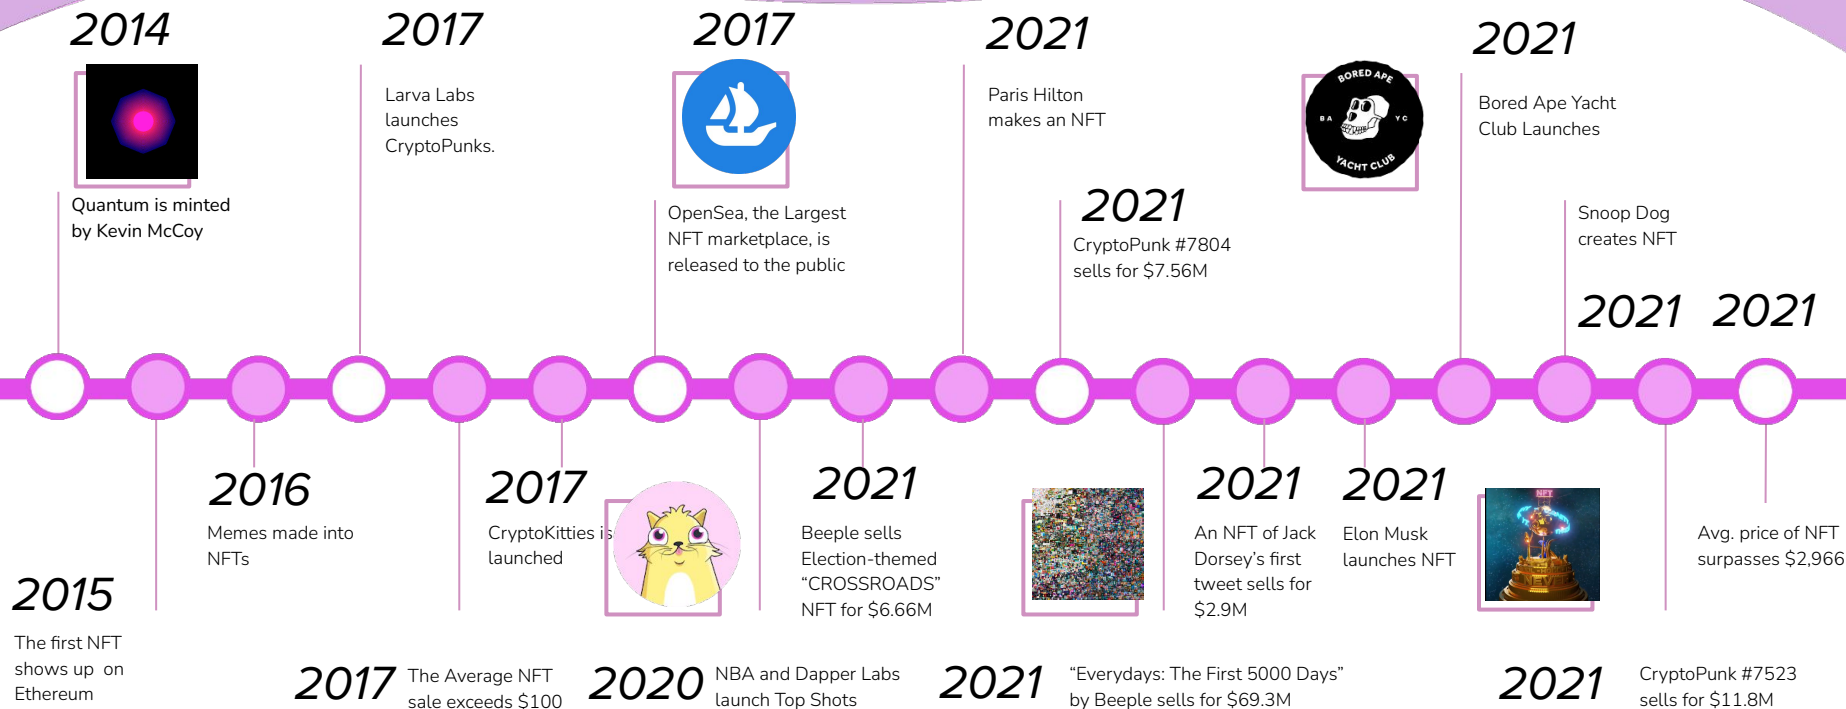 2014
Quantum is minted
by Kevin McCoy
2015
The first NFT
shows up on
Ethereum
2016
Memes made into
NFTs
2017
Larva Labs
launches
CryptoPunks.
2017
The Average NFT
sale exceeds $100
2017
CryptoKitties is
launched
2017
OpenSea, the Largest
NFT marketplace, is
released to the public
2020
NBA and Dapper Labs
launch Top Shots
2021
Beeple sells
Election-themed
“CROSSROADS”
NFT for $6.66M
2021
Paris Hilton
makes an NFT
2021
CryptoPunk #7804
sells for $7.56M
2021
“Everydays: The First 5000 Days”
by Beeple sells for $69.3M
2021
An NFT of Jack
Dorsey’s first
tweet sells for
$2.9M
2021
Elon Musk
launches NFT
NFT
BORED APE
BA YC
YACHT CLUB
2021
Bored Ape Yacht
Club Launches
Snoop Dog
creates NFT
2021
2021
CryptoPunk #7523
sells for $11.8M
2021
Avg. price of NFT
surpasses $2,966